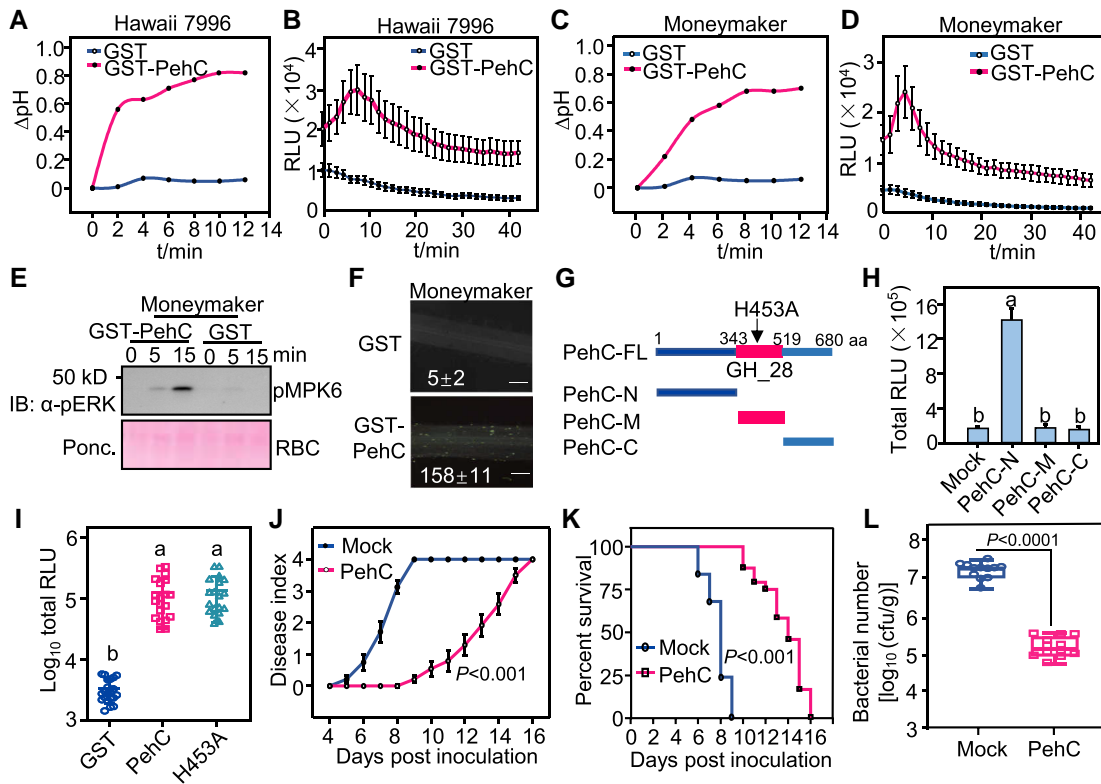 A
Hawaii 7996
GST
GST-PehC
ΔpH
0.8
0.6
0.4
0.2
0
0 2 4 6 8 10 12 14
t/min
B
Hawaii 7996
GST
GST-PehC
RLU (×10⁴)
4
3
2
1
0
0 10 20 30 40
t/min
C
Moneymaker
GST
GST-PehC
ΔpH
0.8
0.6
0.4
0.2
0
0 2 4 6 8 10 12 14
t/min
D
Moneymaker
GST
GST-PehC
RLU (×10⁴)
3
2
1
0
0 10 20 30 40
t/min
E
Moneymaker
GST-PehC GST
0 5 15 0 5 15 min
50 kD
IB: α-pERK
pMPK6
Ponc.
RBC
F
Moneymaker
GST
5±2
GST-
PehC
158±11
G
H453A
1 343 519 680 aa
PehC-FL
GH_28
PehC-N
PehC-M
PehC-C
H
Total RLU (×10⁵)
16
12
8
4
0
b a b b
Mock PehC-N PehC-M PehC-C
I
Log₁₀ total RLU
6
5
4
3
b a a
GST PehC H453A
J
Mock
PehC
Disease index
4
3
2
1
0
P<0.001
4 6 8 10 12 14 16
Days post inoculation
K
Percent survival
100
80
60
40
20
0
Mock
PehC
P<0.001
0 2 4 6 8 10 12 14 16
Days post inoculation
L
P<0.0001
Bacterial number
[log₁₀ (cfu/g)]
8
7
6
5
4
3
Mock PehC